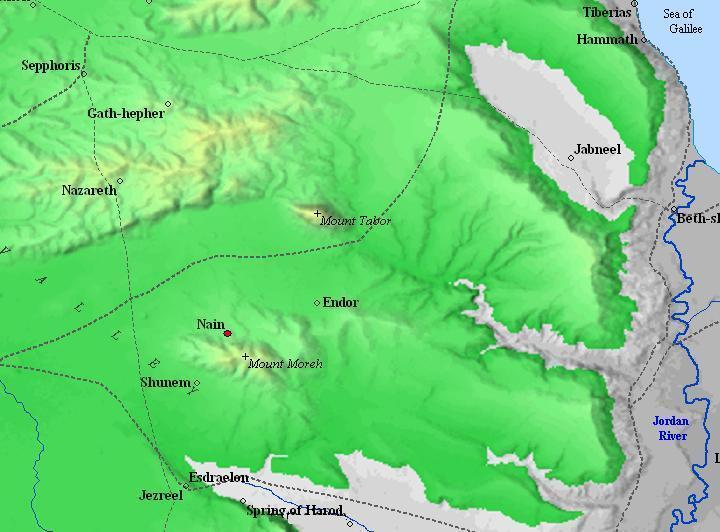 Tiberias
Sea of
Galilee
Hammath
Sepphoris
Gath-hepher
Jabneel
Nazareth
Mount Tabor
Beth-sh
V A L L E Y
Endor
Nain
Mount Moreh
Shunem
Jordan
River
Esdraelon
Jezreel
Spring of Harod